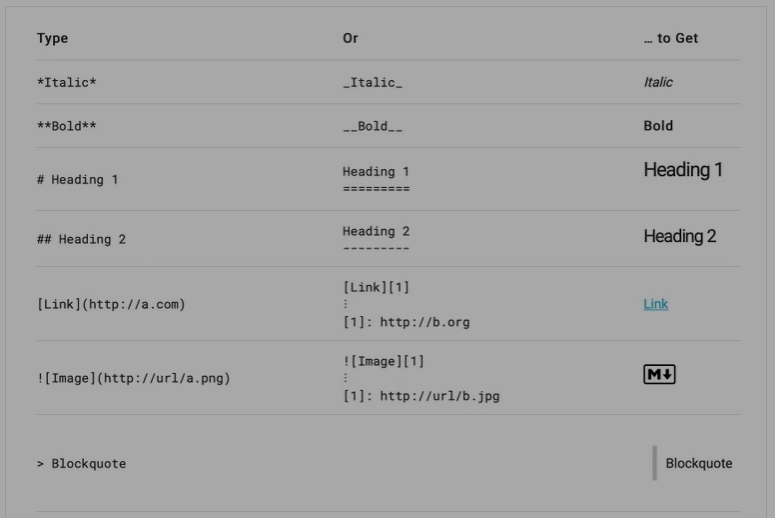 Type Or … to Get
*Italic* _Italic_ Italic
**Bold** __Bold__ Bold
# Heading 1 Heading 1
========= Heading 1
## Heading 2 Heading 2
--------- Heading 2
[Link](http://a.com) [Link][1]
⋮
[1]: http://b.org Link
![Image](http://url/a.png) ![Image][1]
⋮
[1]: http://url/b.jpg M↓
> Blockquote Blockquote